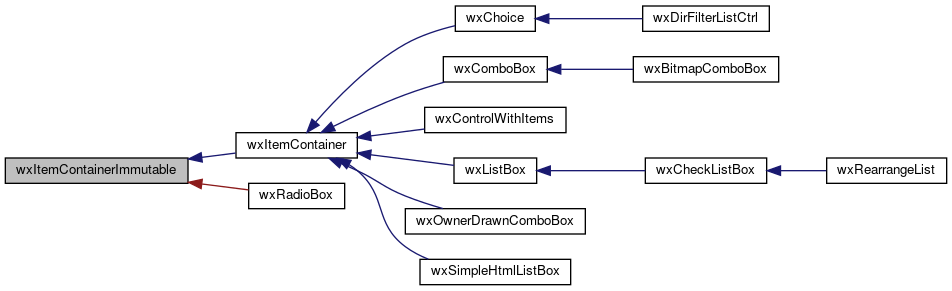 wxItemContainerImmutable
wxItemContainer
wxRadioBox
wxChoice
wxComboBox
wxControlWithItems
wxListBox
wxOwnerDrawnComboBox
wxSimpleHtmlListBox
wxDirFilterListCtrl
wxBitmapComboBox
wxCheckListBox
wxRearrangeList